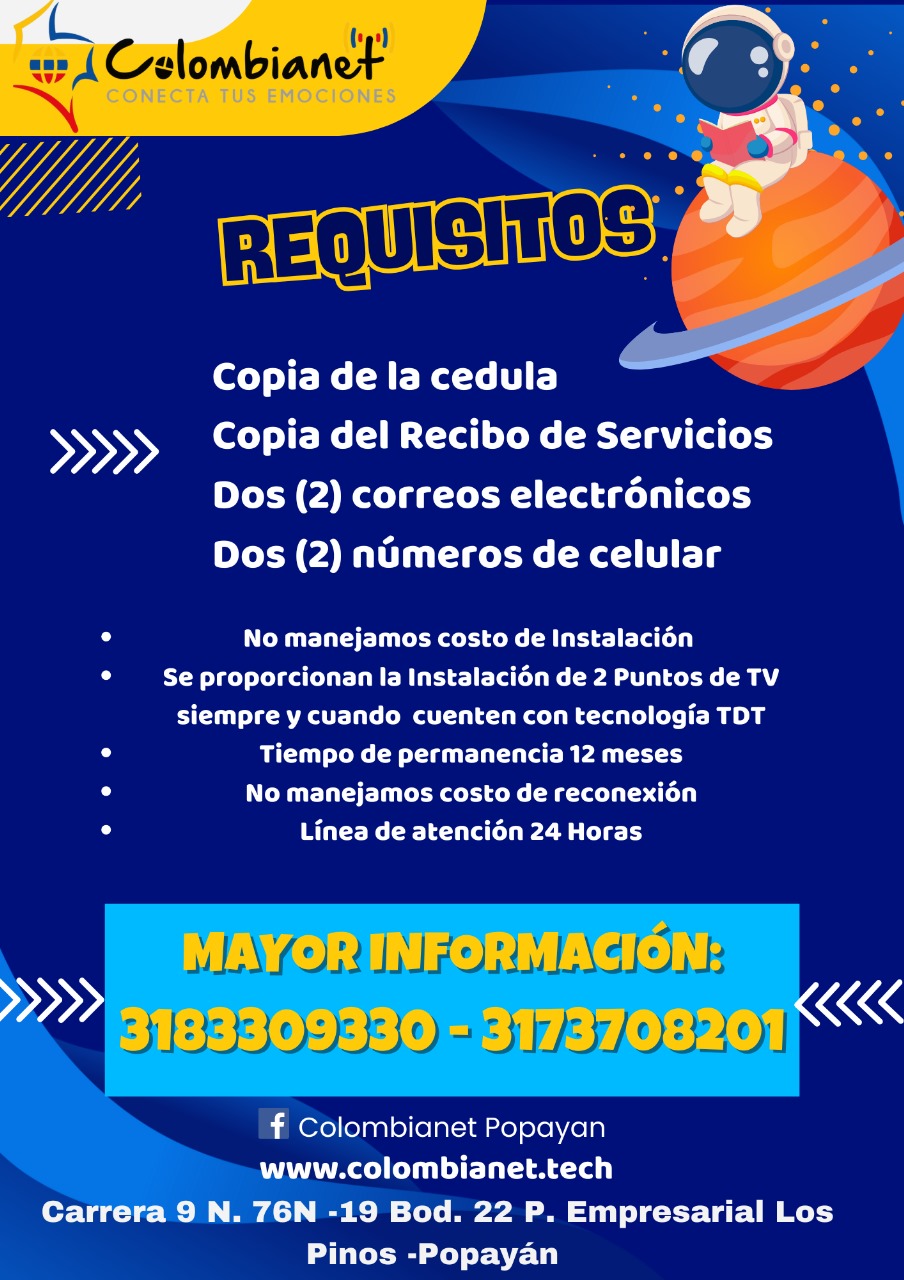 Colombianet
CONECTA TUS EMOCIONES
REQUISITOS
Copia de la cedula
Copia del Recibo de Servicios
Dos (2) correos electrónicos
Dos (2) números de celular
• No manejamos costo de Instalación
• Se proporcionan la Instalación de 2 Puntos de TV
siempre y cuando cuenten con tecnología TDT
• Tiempo de permanencia 12 meses
• No manejamos costo de reconexión
• Línea de atención 24 Horas
MAYOR INFORMACIÓN:
3183309330 - 3173708201
f Colombianet Popayan
www.colombianet.tech
Carrera 9 N. 76N -19 Bod. 22 P. Empresarial Los
Pinos -Popayán